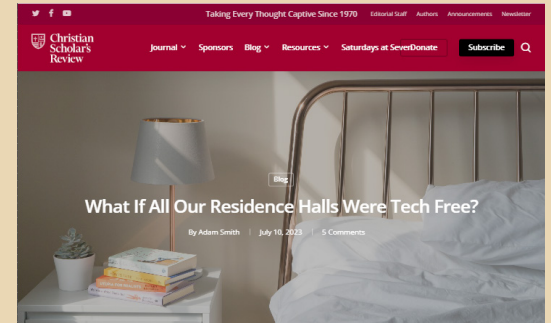 Taking Every Thought Captive Since 1970 Editorial Staff Authors Announcements Newsletter
Christian
Scholar's
Review
Journal Sponsors Blog Resources Saturdays at SeverDonate Subscribe
Blog
What If All Our Residence Halls Were Tech Free?
By Adam Smith | July 10, 2023 | 5 Comments